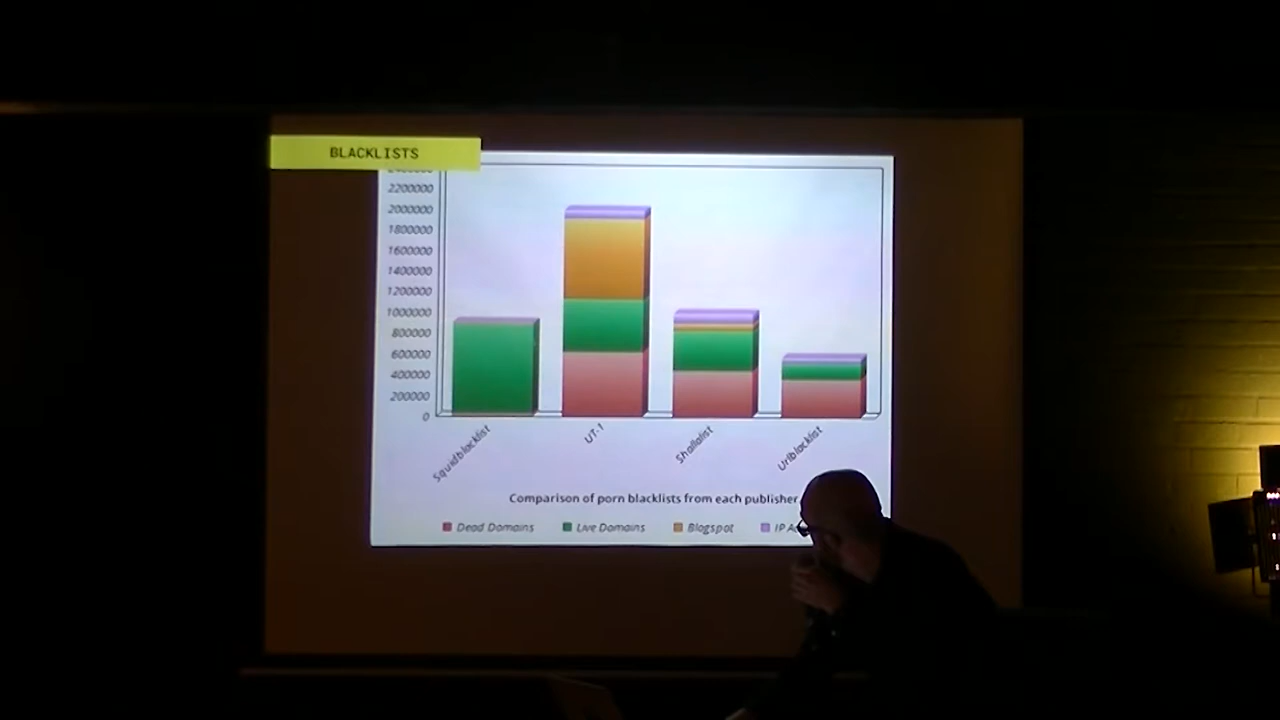 BLACKLISTS
2200000
2000000
1800000
1600000
1400000
1200000
1000000
800000
600000
400000
200000
0
Squidblacklist
UT-1
Shallalist
Urlblacklist
Comparison of porn blacklists from each publisher.
Dead Domains Live Domains Blogspot IP